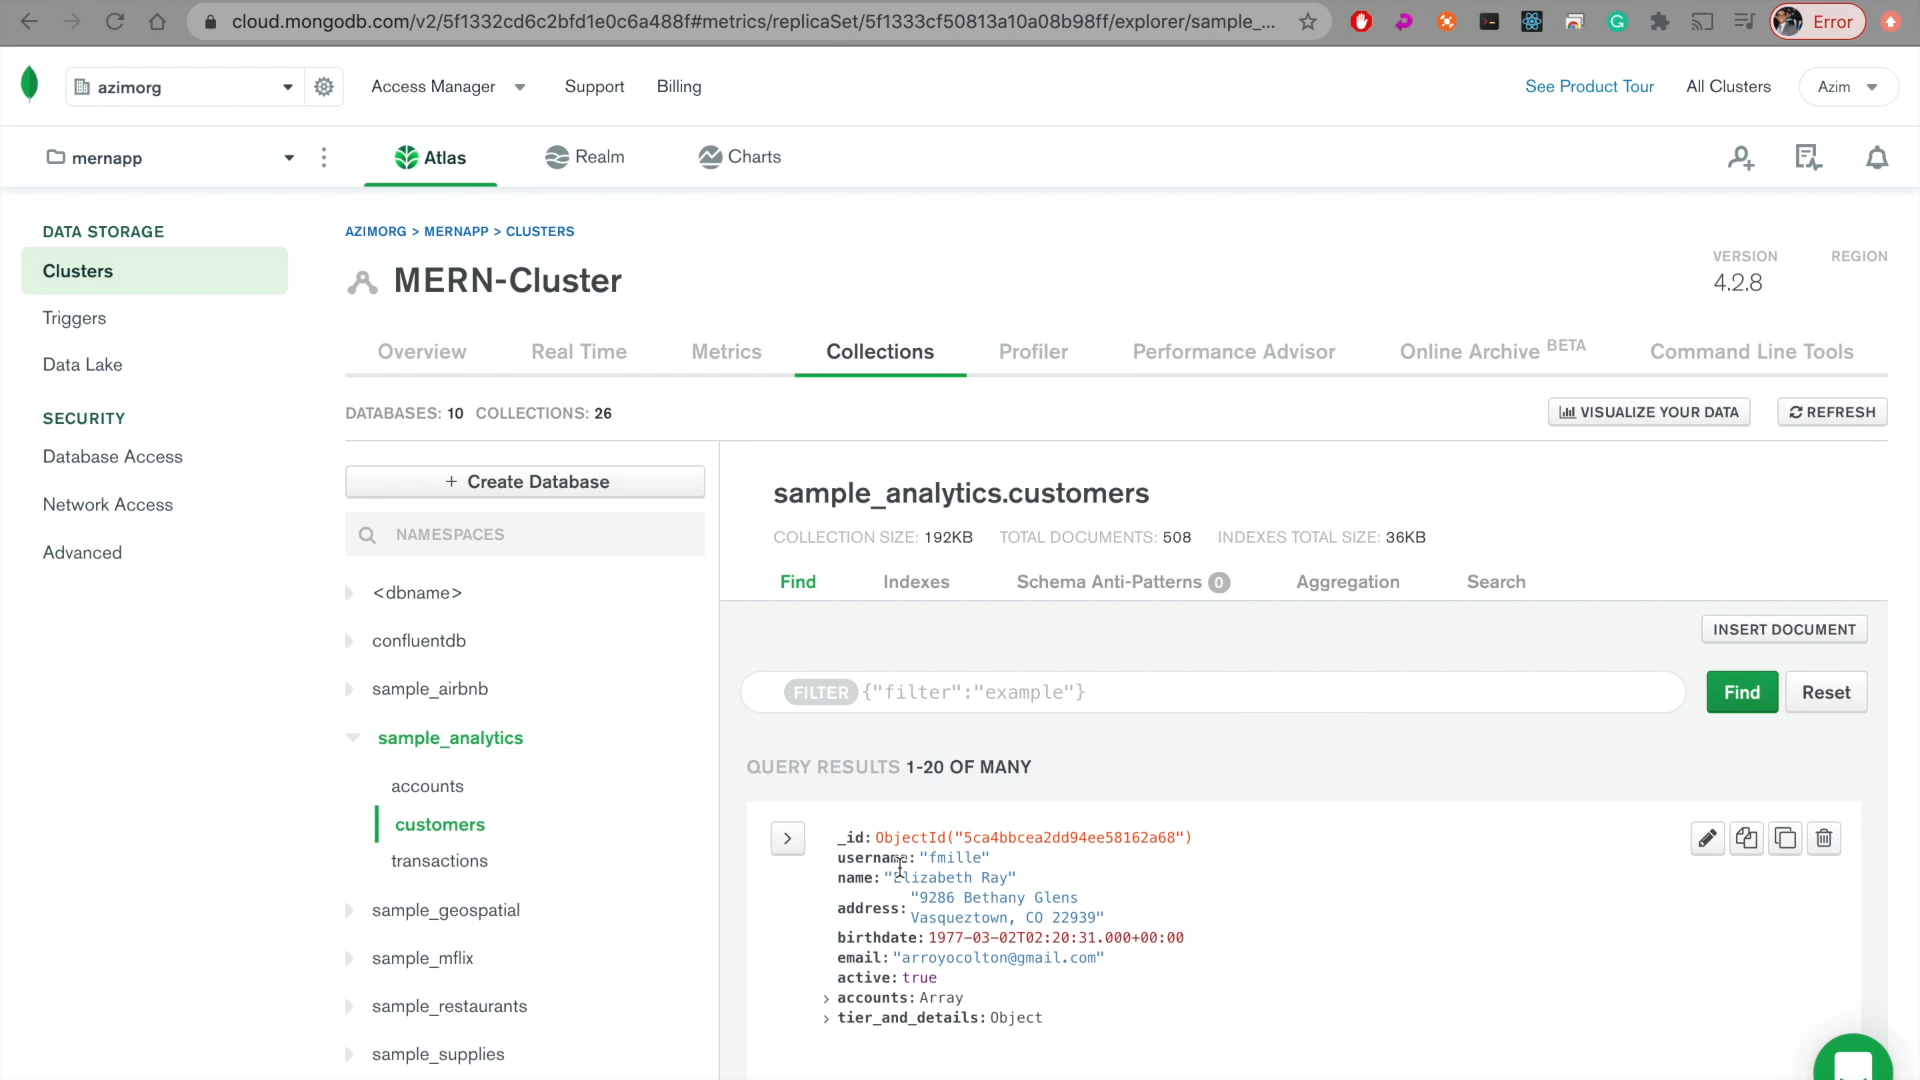 cloud.mongodb.com/v2/5f1332cd6c2bfd1e0c6a488f#metrics/replicaSet/5f1333cf50813a10a08b98ff/explorer/sample_...
Error
azimorg
Access Manager
Support
Billing
See Product Tour
All Clusters
Azim
mernapp
Atlas
Realm
Charts
DATA STORAGE
Clusters
Triggers
Data Lake
SECURITY
Database Access
Network Access
Advanced
AZIMORG > MERNAPP > CLUSTERS
MERN-Cluster
VERSION
4.2.8
REGION
Overview
Real Time
Metrics
Collections
Profiler
Performance Advisor
Online Archive BETA
Command Line Tools
DATABASES: 10 COLLECTIONS: 26
VISUALIZE YOUR DATA
REFRESH
+ Create Database
NAMESPACES
<dbname>
confluentdb
sample_airbnb
sample_analytics
accounts
customers
transactions
sample_geospatial
sample_mflix
sample_restaurants
sample_supplies
sample_analytics.customers
COLLECTION SIZE: 192KB TOTAL DOCUMENTS: 508 INDEXES TOTAL SIZE: 36KB
Find
Indexes
Schema Anti-Patterns 0
Aggregation
Search
INSERT DOCUMENT
FILTER {"filter":"example"}
Find
Reset
QUERY RESULTS 1-20 OF MANY
_id: ObjectId("5ca4bbcea2dd94ee58162a68")
username: "fmille"
name: "Elizabeth Ray"
address: "9286 Bethany Glens
Vasqueztown, CO 22939"
birthdate: 1977-03-02T02:20:31.000+00:00
email: "arroyocolton@gmail.com"
active: true
> accounts: Array
> tier_and_details: Object